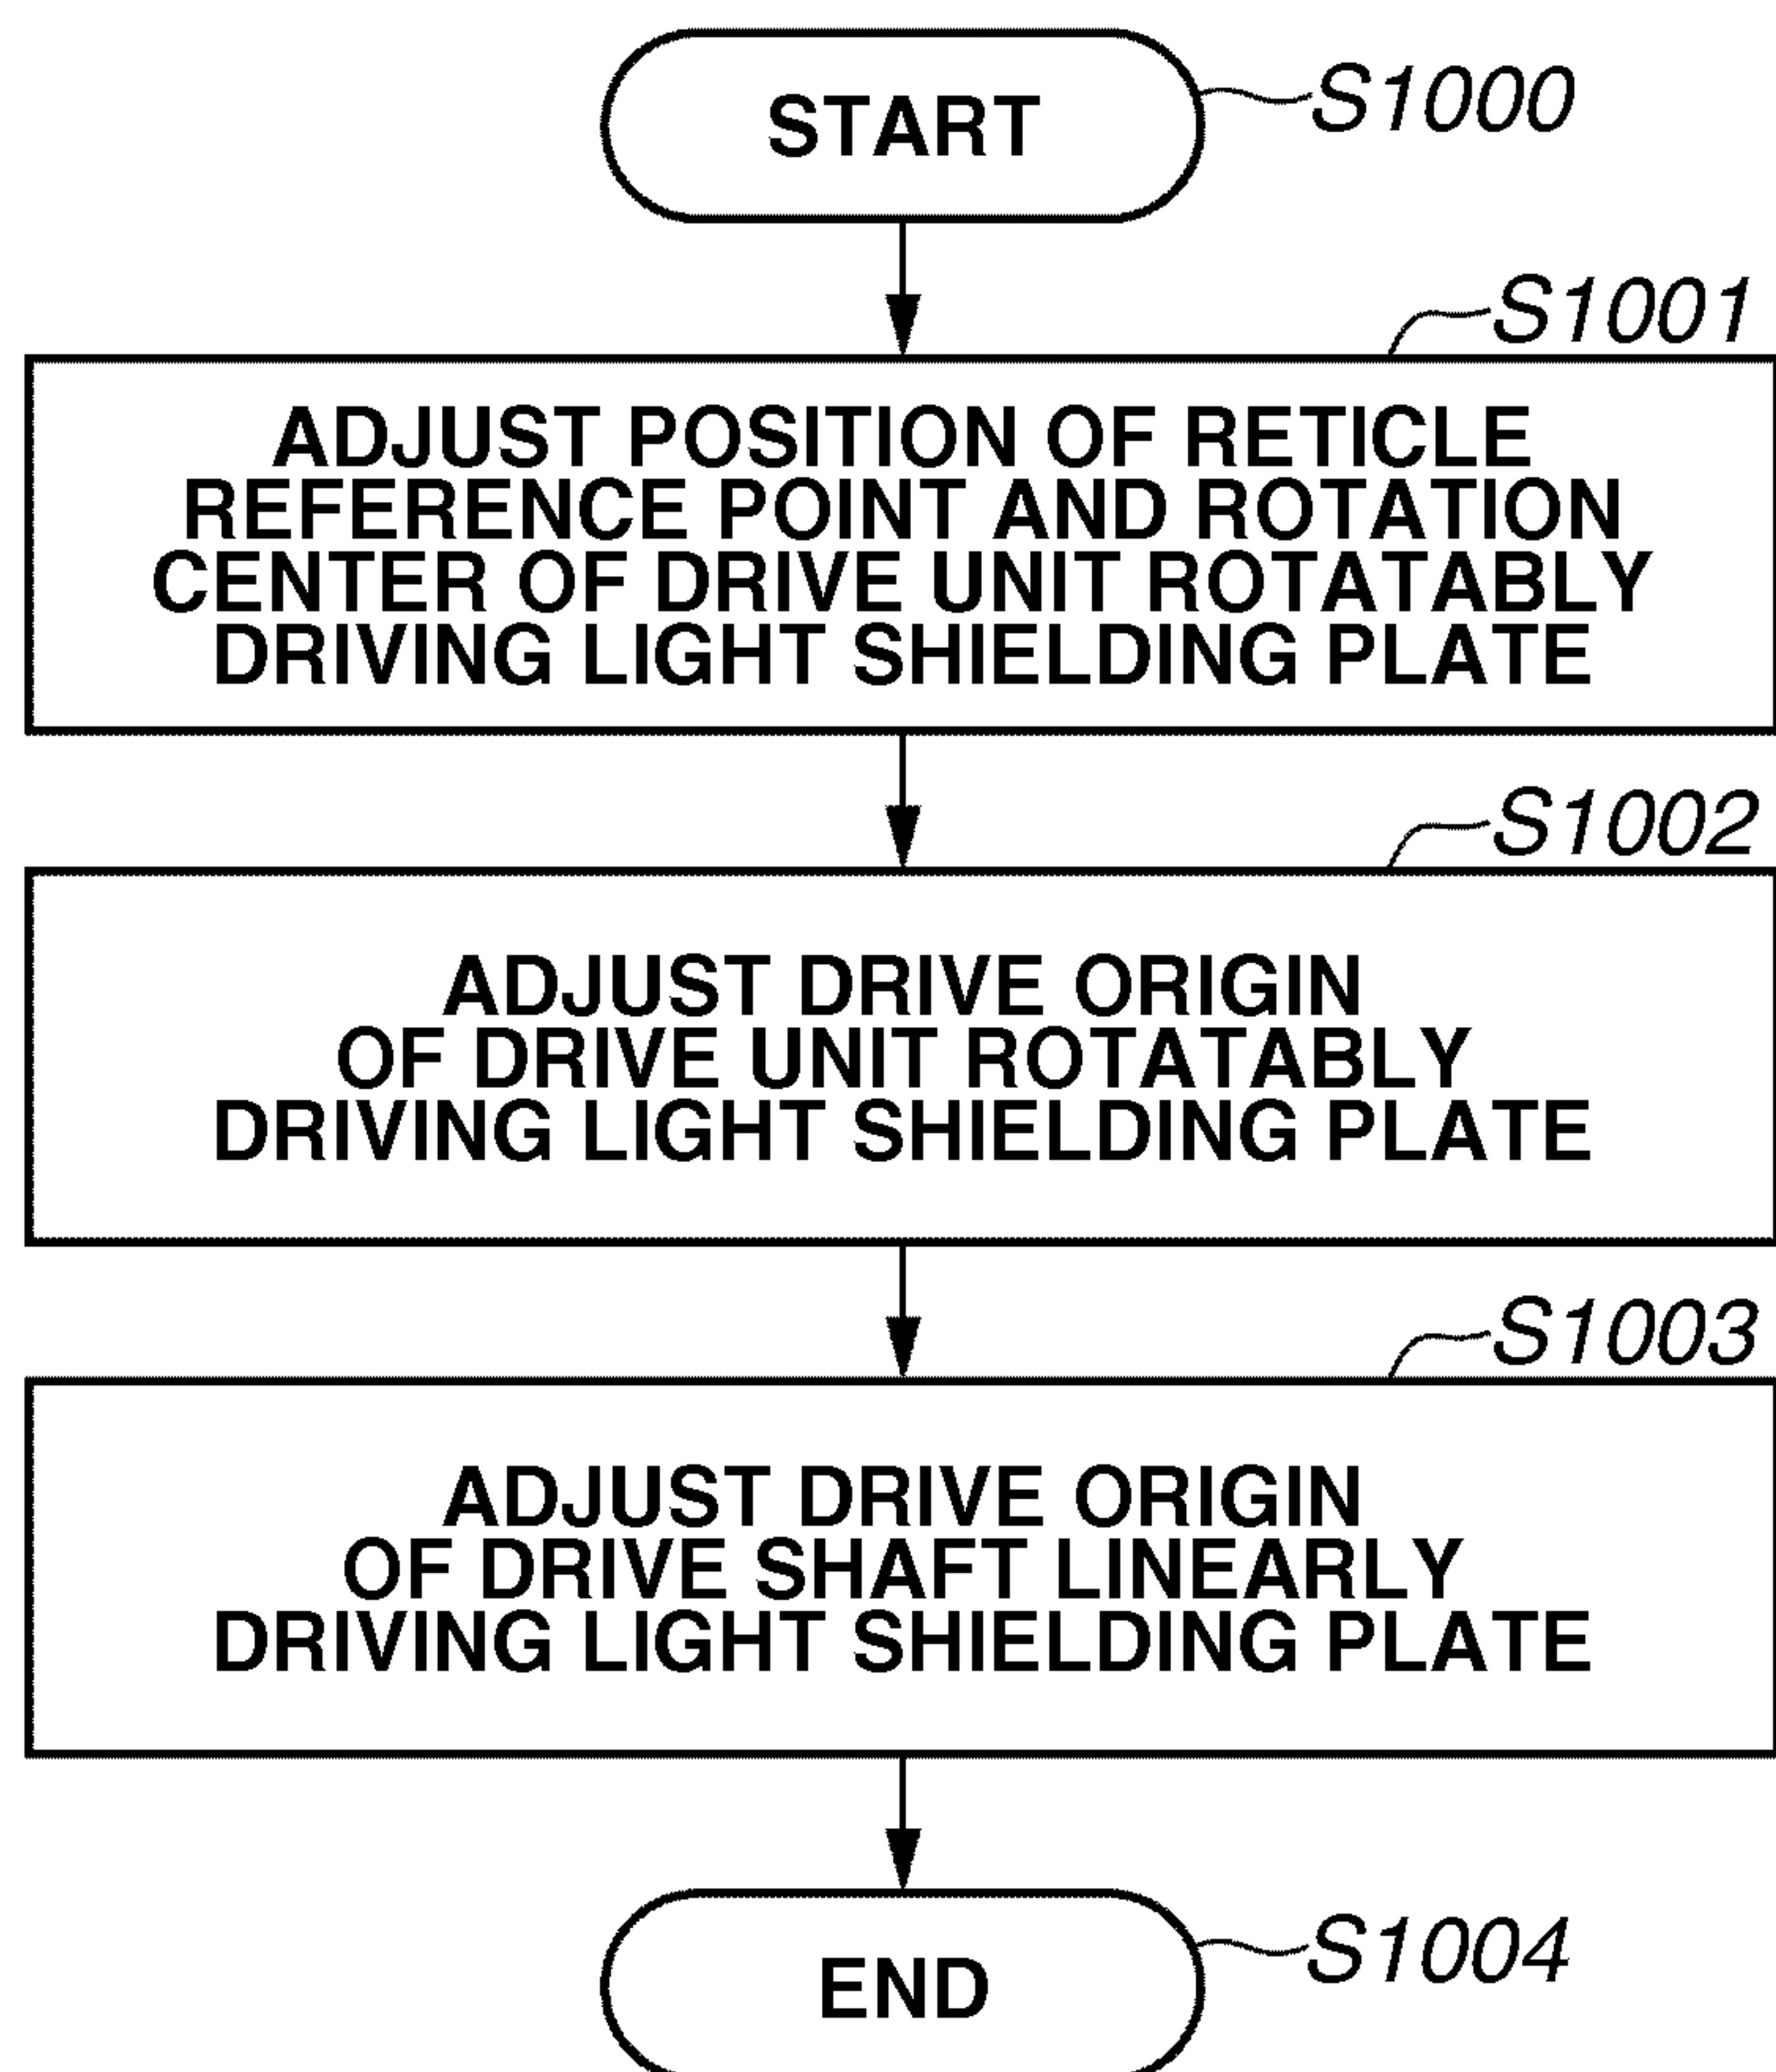 START
S1000
S1001
ADJUST POSITION OF RETICLE
REFERENCE POINT AND ROTATION
CENTER OF DRIVE UNIT ROTATABLY
DRIVING LIGHT SHIELDING PLATE
S1002
ADJUST DRIVE ORIGIN
OF DRIVE UNIT ROTATABLY
DRIVING LIGHT SHIELDING PLATE
S1003
ADJUST DRIVE ORIGIN
OF DRIVE SHAFT LINEARLY
DRIVING LIGHT SHIELDING PLATE
S1004
END